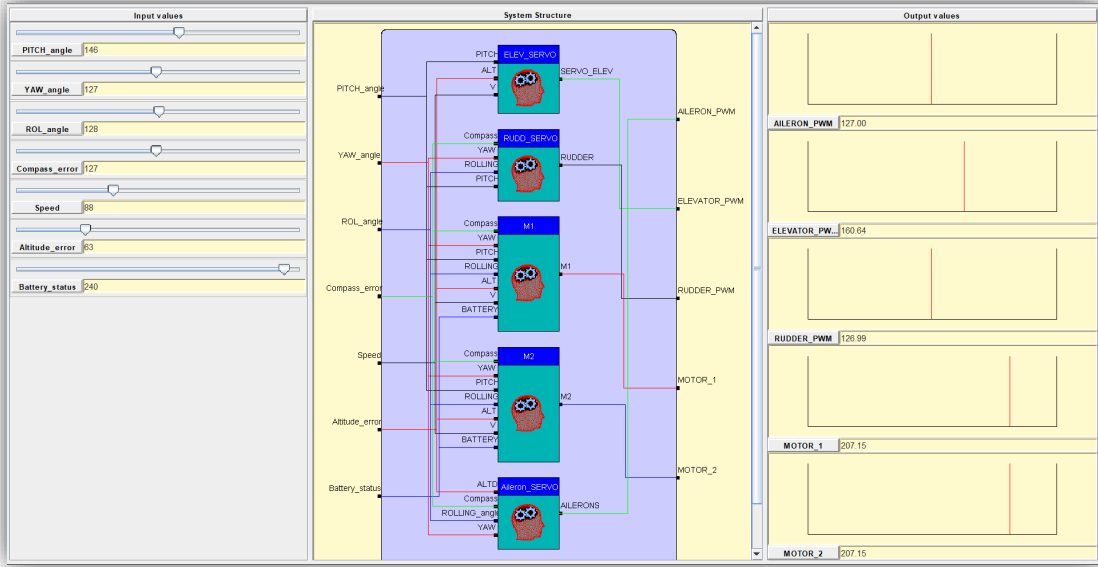 Input values
PITCH_angle 146
YAW_angle 127
ROL_angle 128
Compass_error 127
Speed 88
Altitude_error 63
Battery_status 240
System Structure
PITCH_angle
YAW_angle
ROL_angle
Compass_error
Speed
Altitude_error
Battery_status
ELEV_SERVO
PITCH
ALT
V
SERVO_ELEV
RUDD_SERVO
Compass
YAW
ROLLING
PITCH
RUDDER
M1
Compass
YAW
PITCH
ROLLING
ALT
V
BATTERY
M1
M2
Compass
YAW
PITCH
ROLLING
ALT
V
BATTERY
M2
Aileron_SERVO
ALTD
Compass
ROLLING_angl
YAW
AILERONS
AILERON_PWM
ELEVATOR_PWM
RUDDER_PWM
MOTOR_1
MOTOR_2
Output values
AILERON_PWM 127.00
ELEVATOR_PW... 160.64
RUDDER_PWM 126.99
MOTOR_1 207.15
MOTOR_2 207.15